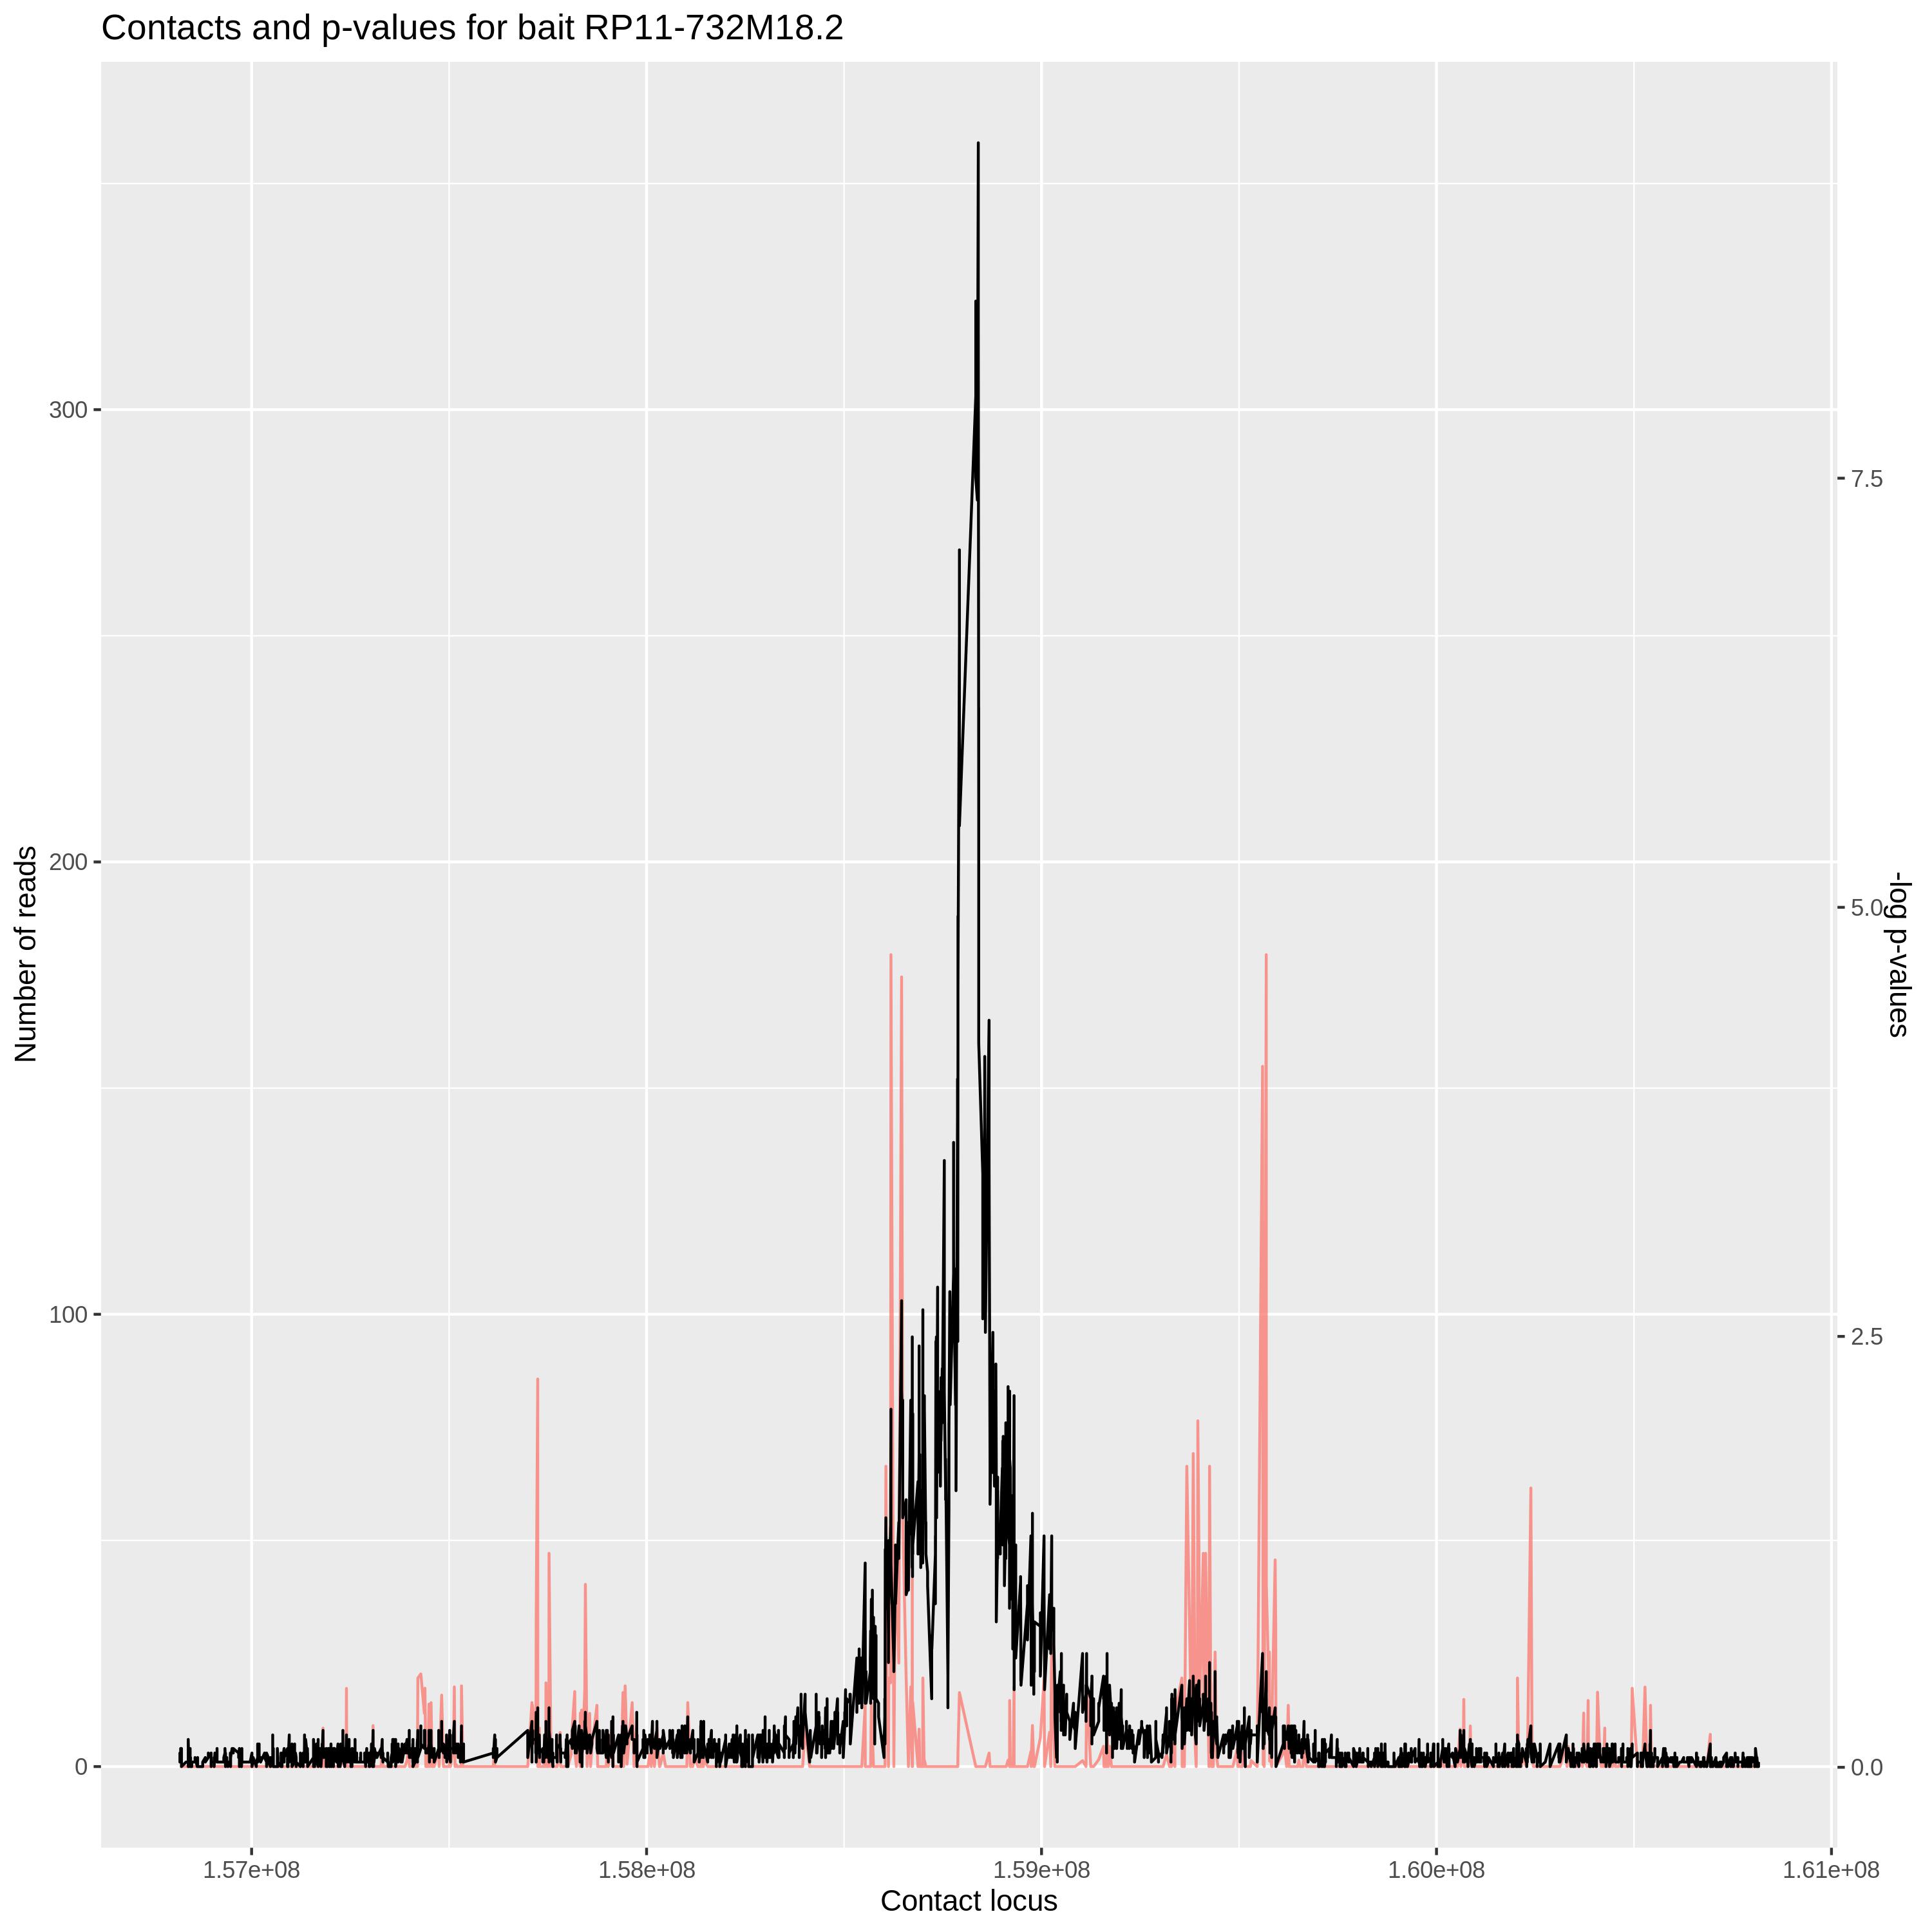 Contacts and p-values for bait RP11-732M18.2
Number of reads
300
200
100
0
7.5
5.0
2.5
0.0
-log p-values
1.57e+08
1.58e+08
1.59e+08
1.60e+08
1.61e+08
Contact locus